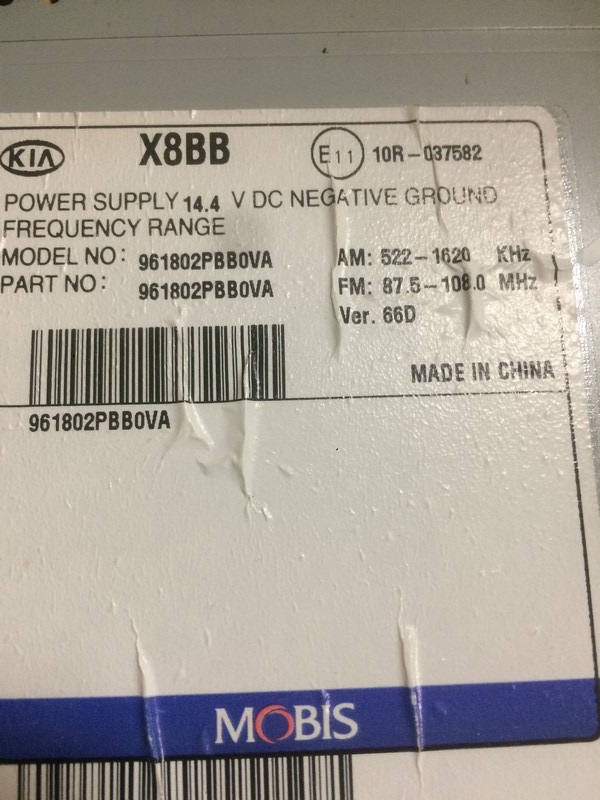 KIA X8BB E11 10R-037582
POWER SUPPLY 14.4 V DC NEGATIVE GROUND
FREQUENCY RANGE
MODEL NO: 961802PBB0VA AM: 522-1620 KHz
PART NO: 961802PBB0VA FM: 87.5-108.0 MHz
Ver. 66D
MADE IN CHINA
961802PBB0VA
MOBIS